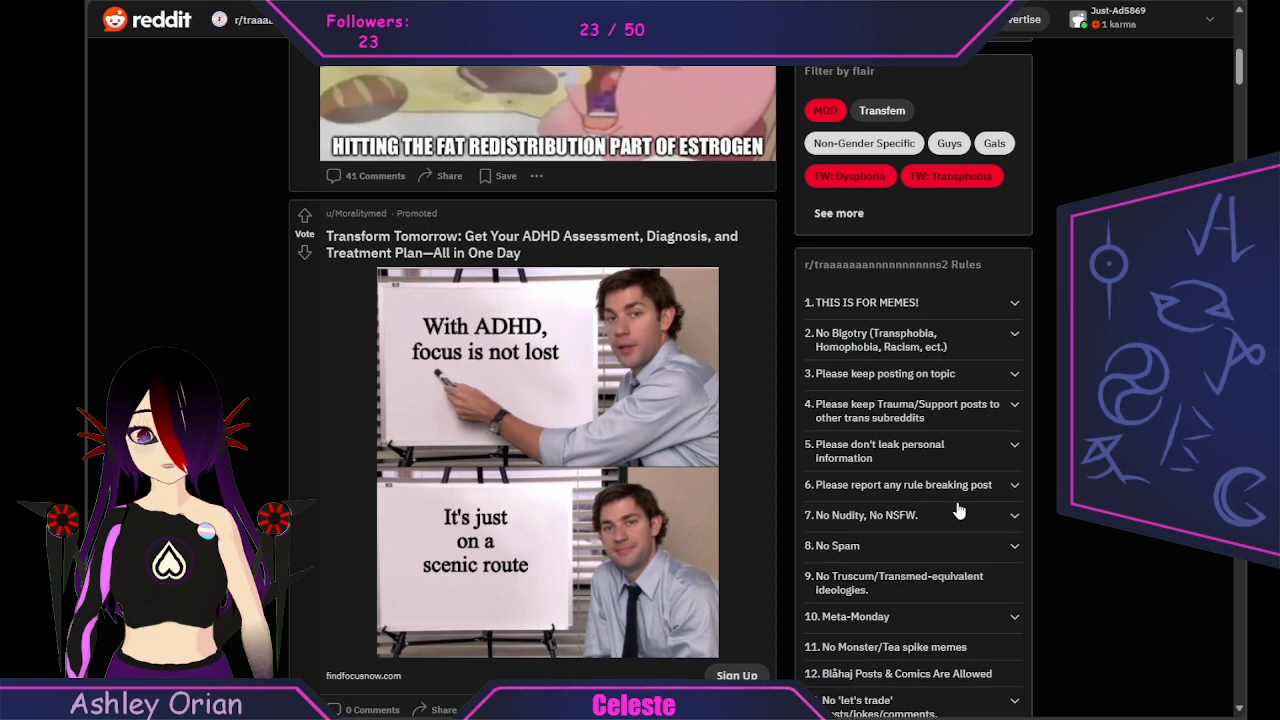 reddit
r/traaa
Followers:
23
23 / 50
ertise
Just-Ad5869
1 karma
HITTING THE FAT REDISTRIBUTION PART OF ESTROGEN
41 Comments
Share
Save
u/Moralitymed · Promoted
Vote
Transform Tomorrow: Get Your ADHD Assessment, Diagnosis, and
Treatment Plan—All in One Day
With ADHD,
focus is not lost
It's just
on a
scenic route
findfocusnow.com
Sign Up
0 Comments
Share
Filter by flair
MOD
Transfem
Non-Gender Specific
Guys
Gals
TW: Dysphoria
TW: Transphobia
See more
r/traaaaaaannnnnnnnnns2 Rules
1. THIS IS FOR MEMES!
2. No Bigotry (Transphobia,
Homophobia, Racism, ect.)
3. Please keep posting on topic
4. Please keep Trauma/Support posts to
other trans subreddits
5. Please don't leak personal
information
6. Please report any rule breaking post
7. No Nudity, No NSFW.
8. No Spam
9. No Truscum/Transmed-equivalent
ideologies.
10. Meta-Monday
11. No Monster/Tea spike memes
12. Blåhaj Posts & Comics Are Allowed
No 'let's trade'
sts/jokes/comments.
Ashley Orian
Celeste